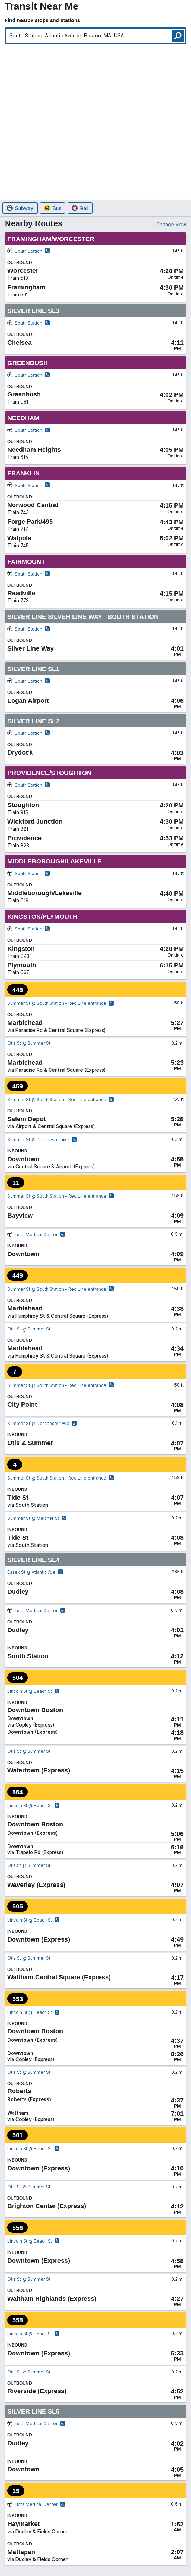 Transit Near Me
Find nearby stops and stations
South Station, Atlantic Avenue, Boston, MA, USA
Subway Bus Rail
Nearby Routes Change view
FRAMINGHAM/WORCESTER
South Station 148 ft
OUTBOUND
Worcester 4:20 PM
Train 519 On time
Framingham 4:30 PM
Train 591 On time
SILVER LINE SL3
South Station 148 ft
OUTBOUND
Chelsea 4:11
PM
GREENBUSH
South Station 148 ft
OUTBOUND
Greenbush 4:02 PM
Train 081 On time
NEEDHAM
South Station 148 ft
OUTBOUND
Needham Heights 4:05 PM
Train 615 On time
FRANKLIN
South Station 148 ft
OUTBOUND
Norwood Central 4:15 PM
Train 743 On time
Forge Park/495 4:43 PM
Train 717 On time
Walpole 5:02 PM
Train 745 On time
FAIRMOUNT
South Station 148 ft
OUTBOUND
Readville 4:15 PM
Train 773 On time
SILVER LINE SILVER LINE WAY - SOUTH STATION
South Station 148 ft
OUTBOUND
Silver Line Way 4:01
PM
SILVER LINE SL1
South Station 148 ft
OUTBOUND
Logan Airport 4:06
PM
SILVER LINE SL2
South Station 148 ft
OUTBOUND
Drydock 4:03
PM
PROVIDENCE/STOUGHTON
South Station 148 ft
OUTBOUND
Stoughton 4:20 PM
Train 915 On time
Wickford Junction 4:30 PM
Train 821 On time
Providence 4:53 PM
Train 823 On time
MIDDLEBOROUGH/LAKEVILLE
South Station 148 ft
OUTBOUND
Middleborough/Lakeville 4:40 PM
Train 019 On time
KINGSTON/PLYMOUTH
South Station 148 ft
OUTBOUND
Kingston 4:20 PM
Train 043 On time
Plymouth 6:15 PM
Train 067 On time
448
Summer St @ South Station - Red Line entrance 159 ft
OUTBOUND
Marblehead 5:27
via Paradise Rd & Central Square (Express) PM
Otis St @ Summer St 0.2 mi
OUTBOUND
Marblehead 5:23
via Paradise Rd & Central Square (Express) PM
459
Summer St @ South Station - Red Line entrance 159 ft
OUTBOUND
Salem Depot 5:28
via Airport & Central Square (Express) PM
Summer St @ Dorchester Ave 0.1 mi
INBOUND
Downtown 4:55
via Central Square & Airport (Express) PM
11
Summer St @ South Station - Red Line entrance 159 ft
OUTBOUND
Bayview 4:09
PM
Tufts Medical Center 0.5 mi
INBOUND
Downtown 4:09
PM
449
Summer St @ South Station - Red Line entrance 159 ft
OUTBOUND
Marblehead 4:38
via Humphrey St & Central Square (Express) PM
Otis St @ Summer St 0.2 mi
OUTBOUND
Marblehead 4:34
via Humphrey St & Central Square (Express) PM
7
Summer St @ South Station - Red Line entrance 159 ft
OUTBOUND
City Point 4:08
PM
Summer St @ Dorchester Ave 0.1 mi
INBOUND
Otis & Summer 4:07
PM
4
Summer St @ South Station - Red Line entrance 159 ft
INBOUND
Tide St 4:07
via South Station PM
Summer St @ Melcher St 0.2 mi
INBOUND
Tide St 4:08
via South Station PM
SILVER LINE SL4
Essex St @ Atlantic Ave 285 ft
OUTBOUND
Dudley 4:08
PM
Tufts Medical Center 0.5 mi
OUTBOUND
Dudley 4:01
PM
INBOUND
South Station 4:12
PM
504
Lincoln St @ Beach St 0.2 mi
INBOUND
Downtown Boston
Downtown 4:11
via Copley (Express) PM
Downtown (Express) 4:18
PM
Otis St @ Summer St 0.2 mi
OUTBOUND
Watertown (Express) 4:15
PM
554
Lincoln St @ Beach St 0.2 mi
INBOUND
Downtown Boston
Downtown (Express) 5:06
PM
Downtown 6:16
via Trapelo Rd (Express) PM
Otis St @ Summer St 0.2 mi
OUTBOUND
Waverley (Express) 4:07
PM
505
Lincoln St @ Beach St 0.2 mi
INBOUND
Downtown (Express) 4:49
PM
Otis St @ Summer St 0.2 mi
OUTBOUND
Waltham Central Square (Express) 4:17
PM
553
Lincoln St @ Beach St 0.2 mi
INBOUND
Downtown Boston
Downtown (Express) 4:37
PM
Downtown 8:26
via Copley (Express) PM
Otis St @ Summer St 0.2 mi
OUTBOUND
Roberts
Roberts (Express) 4:37
PM
Waltham 7:01
via Copley (Express) PM
501
Lincoln St @ Beach St 0.2 mi
INBOUND
Downtown (Express) 4:10
PM
Otis St @ Summer St 0.2 mi
OUTBOUND
Brighton Center (Express) 4:12
PM
556
Lincoln St @ Beach St 0.2 mi
INBOUND
Downtown (Express) 4:58
PM
Otis St @ Summer St 0.2 mi
OUTBOUND
Waltham Highlands (Express) 4:27
PM
558
Lincoln St @ Beach St 0.2 mi
INBOUND
Downtown (Express) 5:33
PM
Otis St @ Summer St 0.2 mi
OUTBOUND
Riverside (Express) 4:52
PM
SILVER LINE SL5
Tufts Medical Center 0.5 mi
OUTBOUND
Dudley 4:02
PM
INBOUND
Downtown 4:05
PM
15
Tufts Medical Center 0.5 mi
INBOUND
Haymarket 1:52
via Dudley & Fields Corner AM
OUTBOUND
Mattapan 2:07
via Dudley & Fields Corner AM